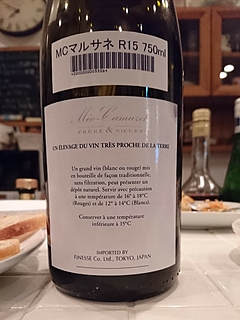 MCマルサネ R15 750ml
Méo-Camuzet
FRÈRE & SŒURS
UN ÉLEVAGE DU VIN TRÈS PROCHE DE LA TERRE
Un grand vin (blanc ou rouge) mis
en bouteille de façon traditionnelle,
sans filtration, peut présenter un
dépôt naturel. Servir avec précaution
à une température de 16° à 18°C
(Rouges) et de 12° à 14°C (Blancs).
Conserver à une température
inférieure à 15°C.
IMPORTED BY
FINESSE Co. Ltd., TOKYO, JAPAN